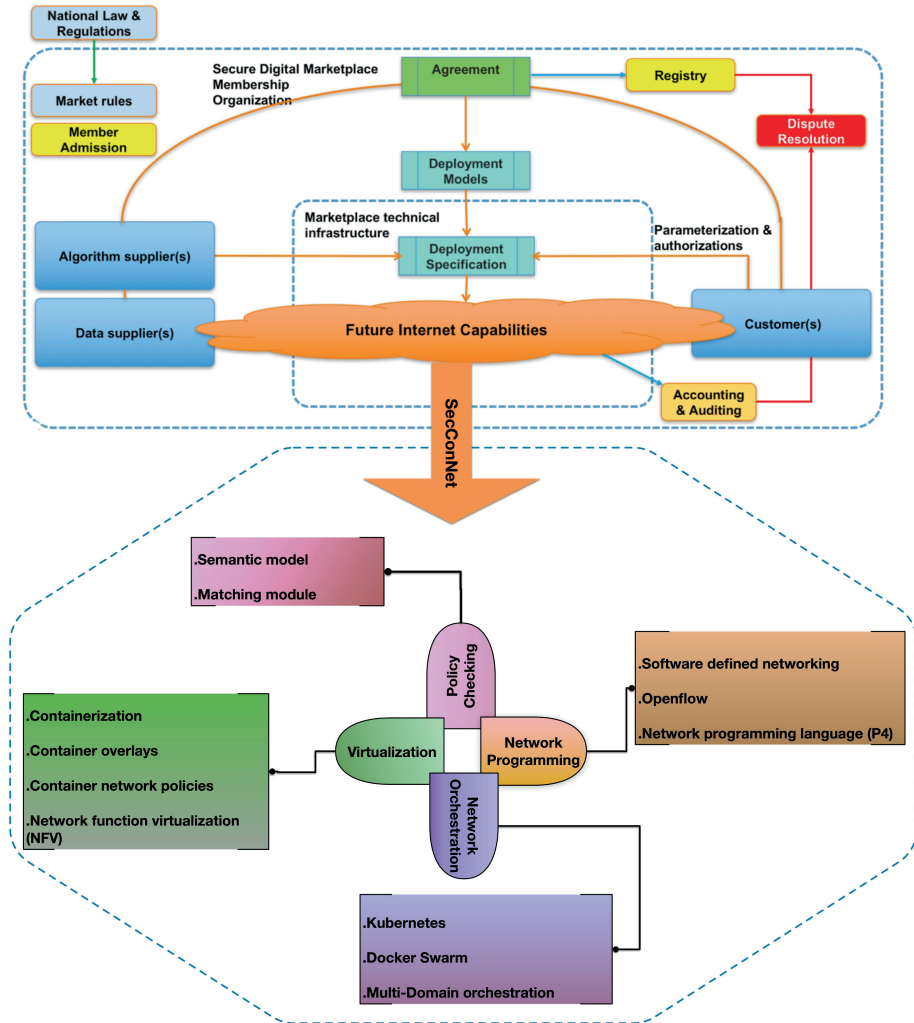 National Law &
Regulations
Market rules
Member
Admission
Secure Digital Marketplace
Membership
Organization
Agreement
Registry
Dispute
Resolution
Deployment
Models
Marketplace technical
infrastructure
Deployment
Specification
Parameterization &
authorizations
Algorithm supplier(s)
Data supplier(s)
Future Internet Capabilities
Customer(s)
Accounting
& Auditing
SecConNet
.Semantic model
.Matching module
Policy
Checking
.Software defined networking
.Openflow
.Network programming language (P4)
.Containerization
.Container overlays
.Container network policies
.Network function virtualization
(NFV)
Virtualization
Network
Programming
Network
Orchestration
.Kubernetes
.Docker Swarm
.Multi-Domain orchestration